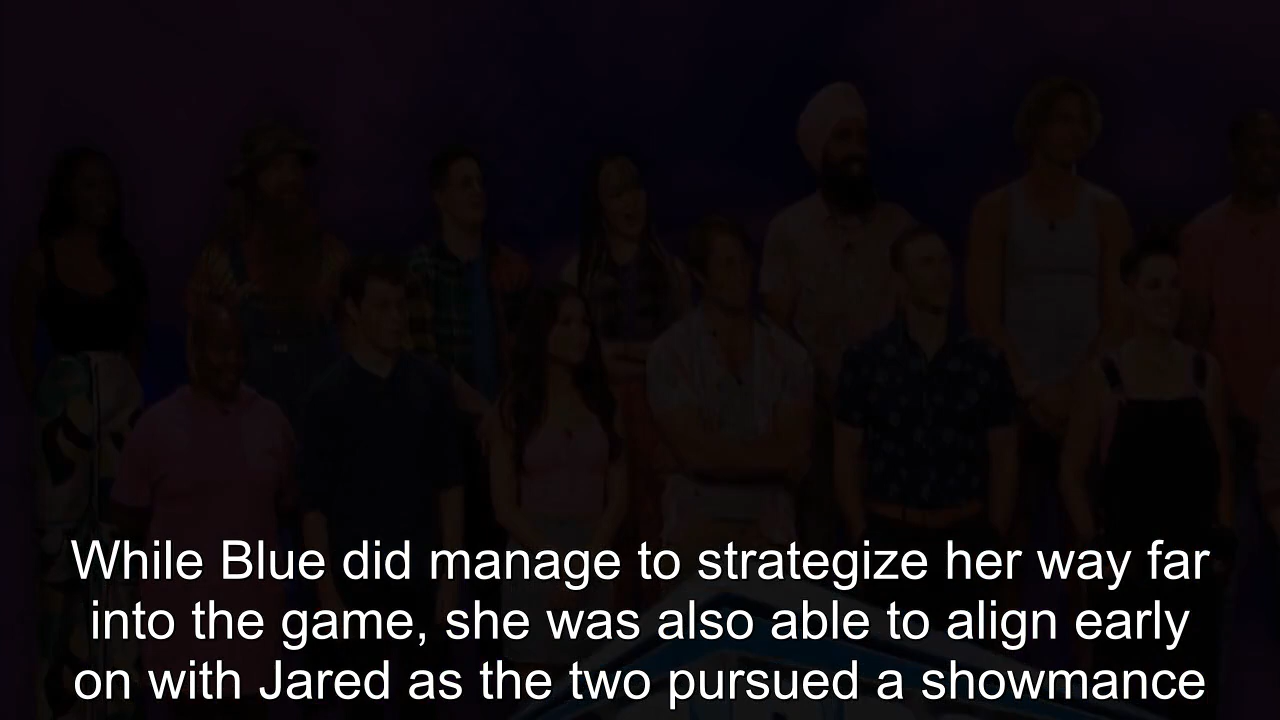 While Blue did manage to strategize her way far
into the game, she was also able to align early
on with Jared as the two pursued a showmance